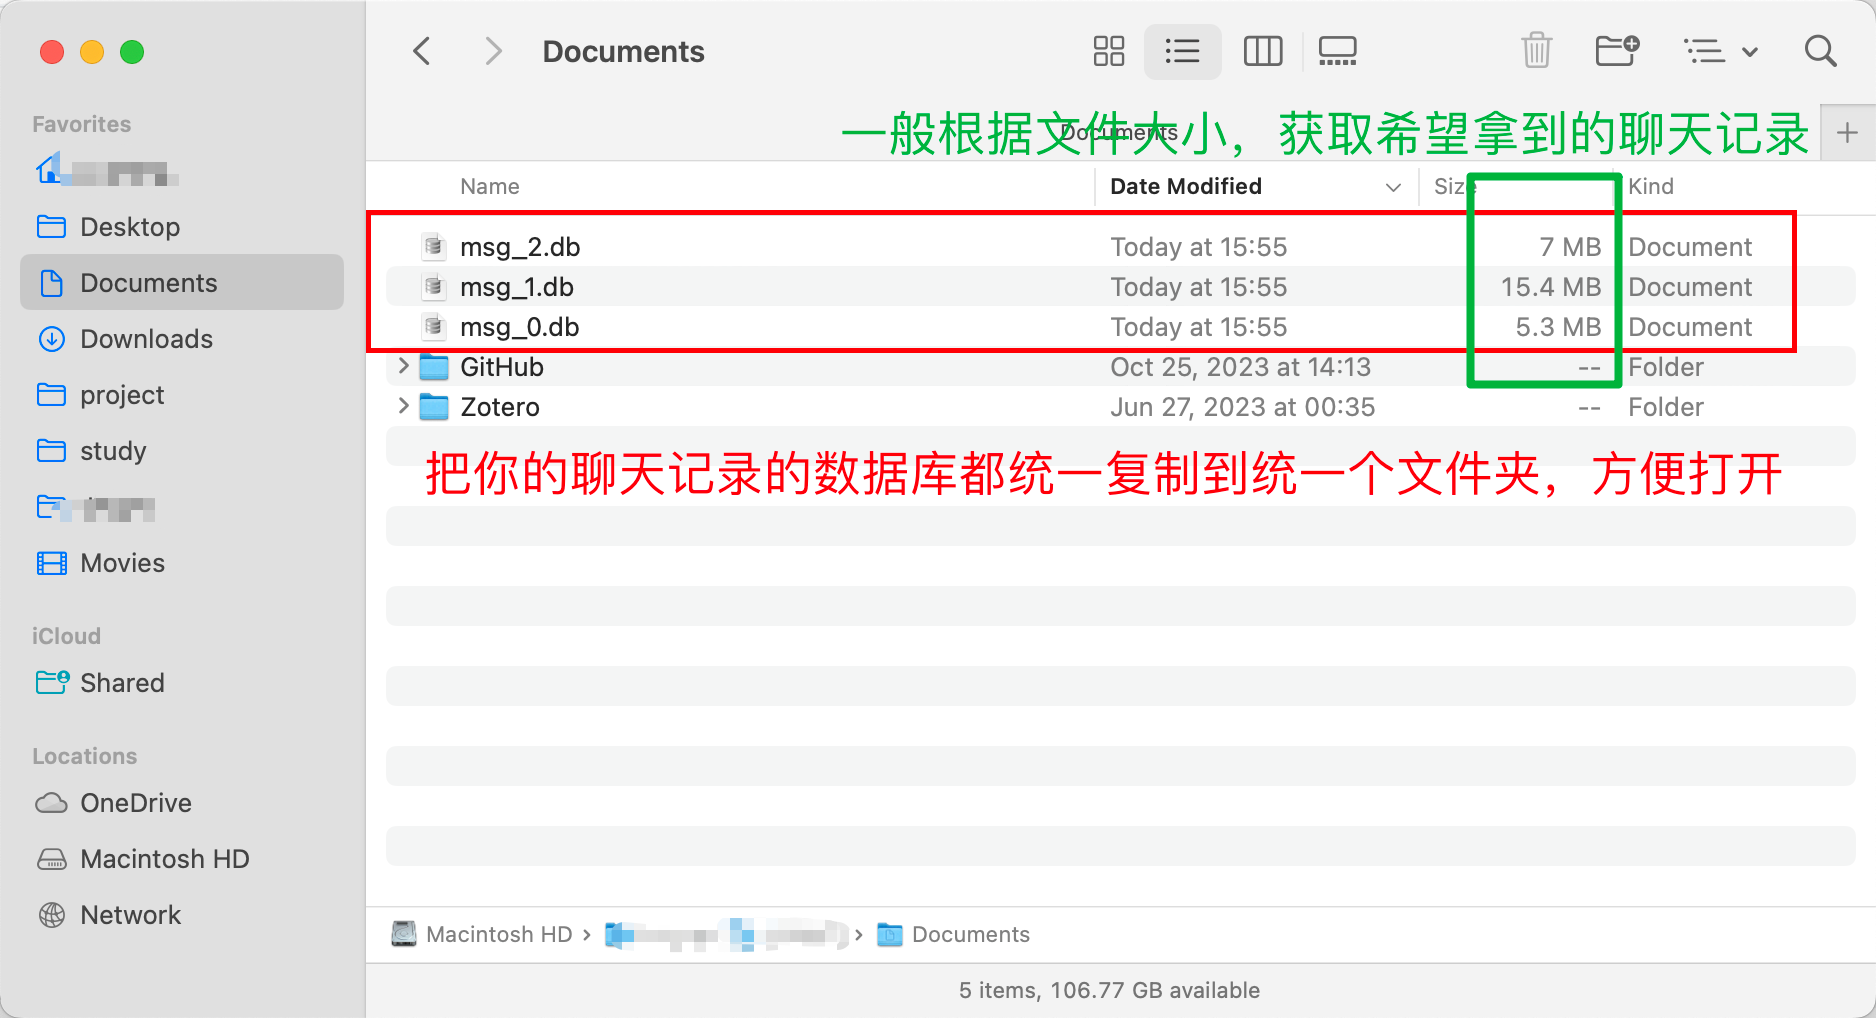 Documents
一般根据文件大小，获取希望拿到的聊天记录
Documents
Favorites
Desktop
Documents
Downloads
project
study
Movies
iCloud
Shared
Locations
OneDrive
Macintosh HD
Network
Name Date Modified Size Kind
msg_2.db Today at 15:55 7 MB Document
msg_1.db Today at 15:55 15.4 MB Document
msg_0.db Today at 15:55 5.3 MB Document
GitHub Oct 25, 2023 at 14:13 -- Folder
Zotero Jun 27, 2023 at 00:35 -- Folder
把你的聊天记录的数据库都统一复制到统一个文件夹，方便打开
Macintosh HD › › Documents
5 items, 106.77 GB available